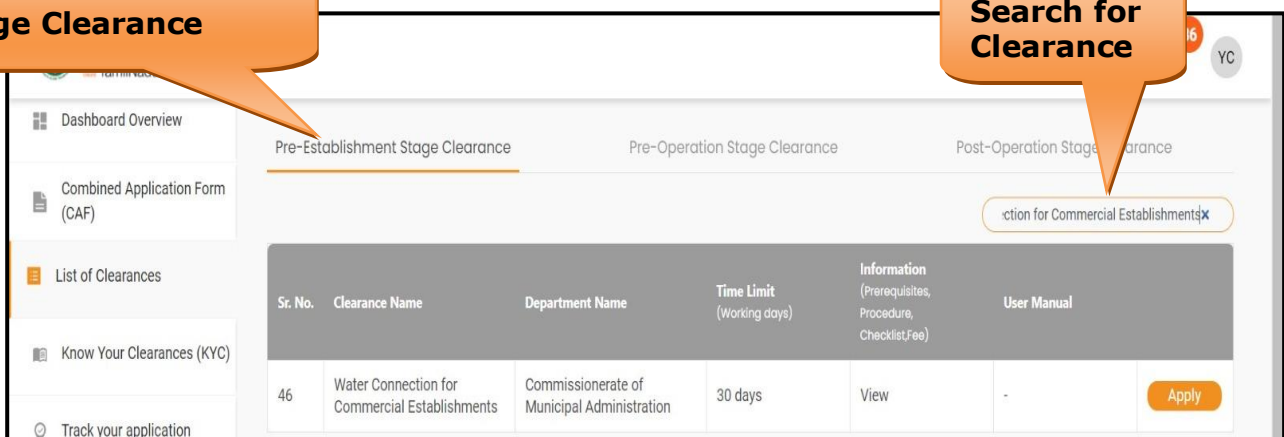 ge Clearance
Search for
Clearance
YC
Dashboard Overview
Pre-Establishment Stage Clearance
Pre-Operation Stage Clearance
Post-Operation Stage
arance
Combined Application Form
(CAF)
ction for Commercial Establishments×
List of Clearances
Sr. No.
Clearance Name
Department Name
Time Limit
(Working days)
Information
(Prerequisites,
Procedure,
Checklist,Fee)
User Manual
Know Your Clearances (KYC)
46
Water Connection for
Commercial Establishments
Commissionerate of
Municipal Administration
30 days
View
-
Apply
Track your application